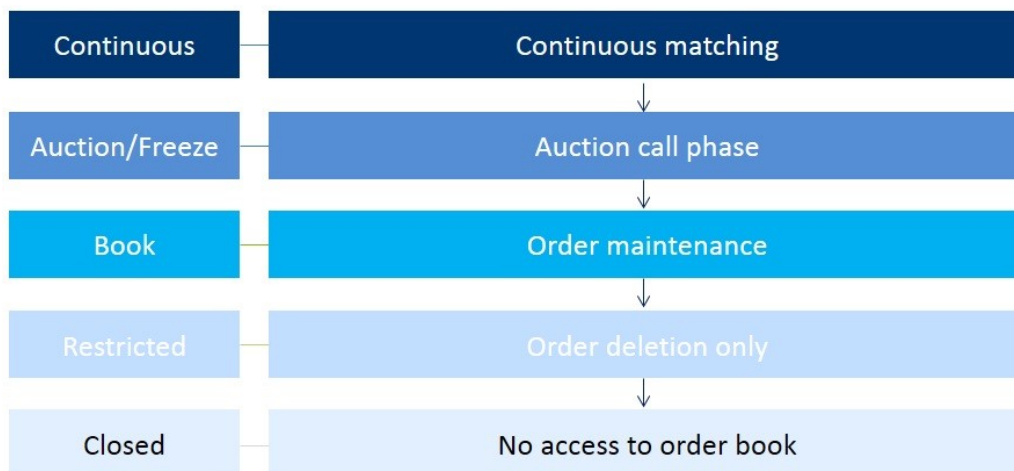 Continuous
Continuous matching
Auction/Freeze
Auction call phase
Book
Order maintenance
Restricted
Order deletion only
Closed
No access to order book